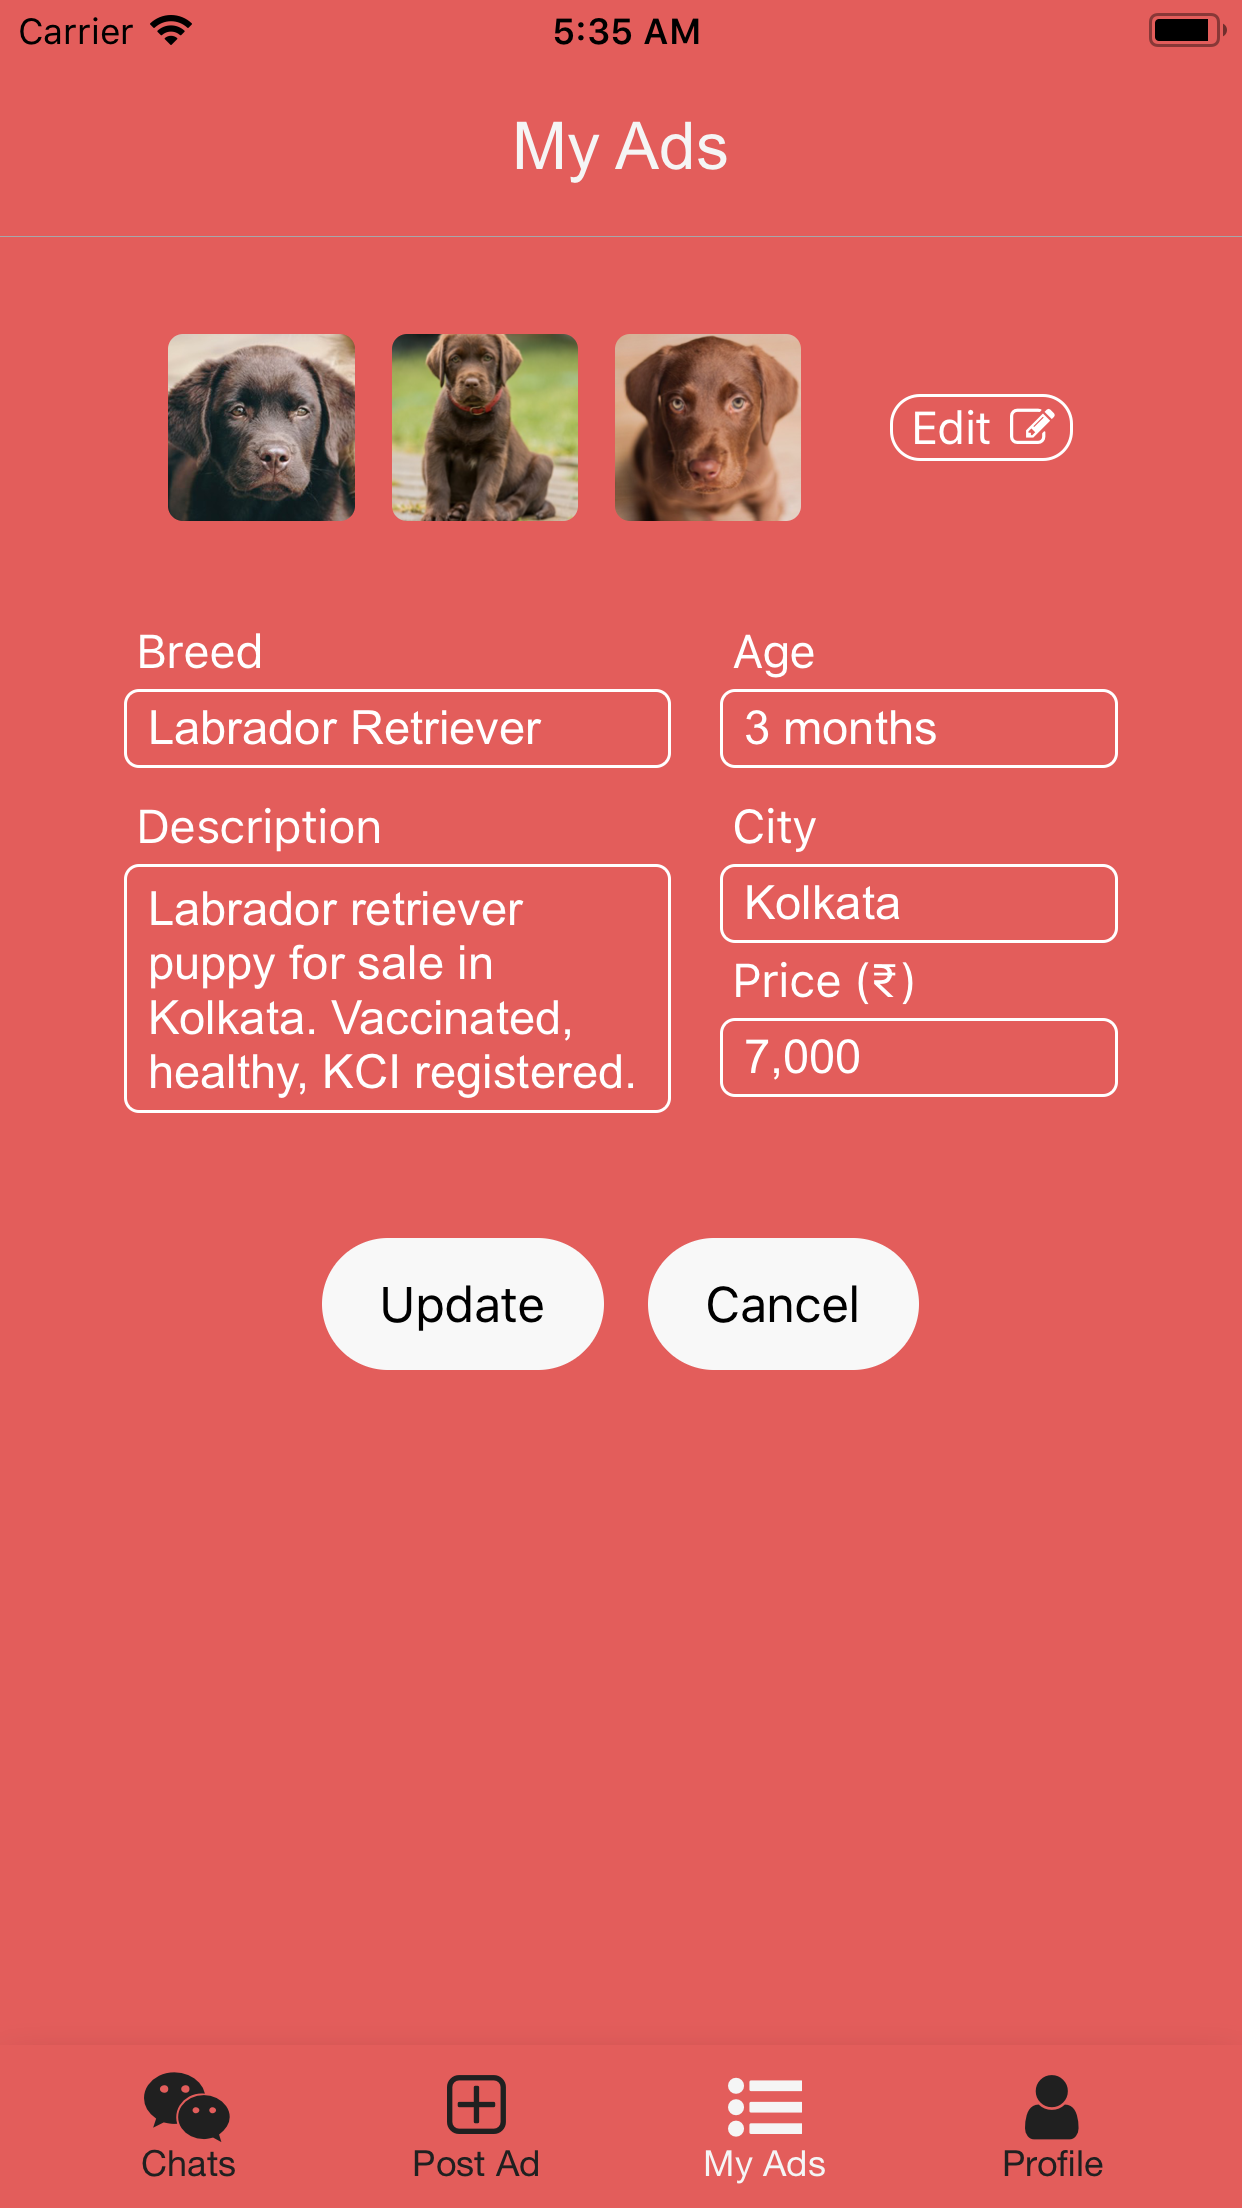 Carrier
5:35 AM
My Ads
Edit
Breed
Labrador Retriever
Age
3 months
Description
Labrador retriever
puppy for sale in
Kolkata. Vaccinated,
healthy, KCI registered.
City
Kolkata
Price (₹)
7,000
Update
Cancel
Chats
Post Ad
My Ads
Profile